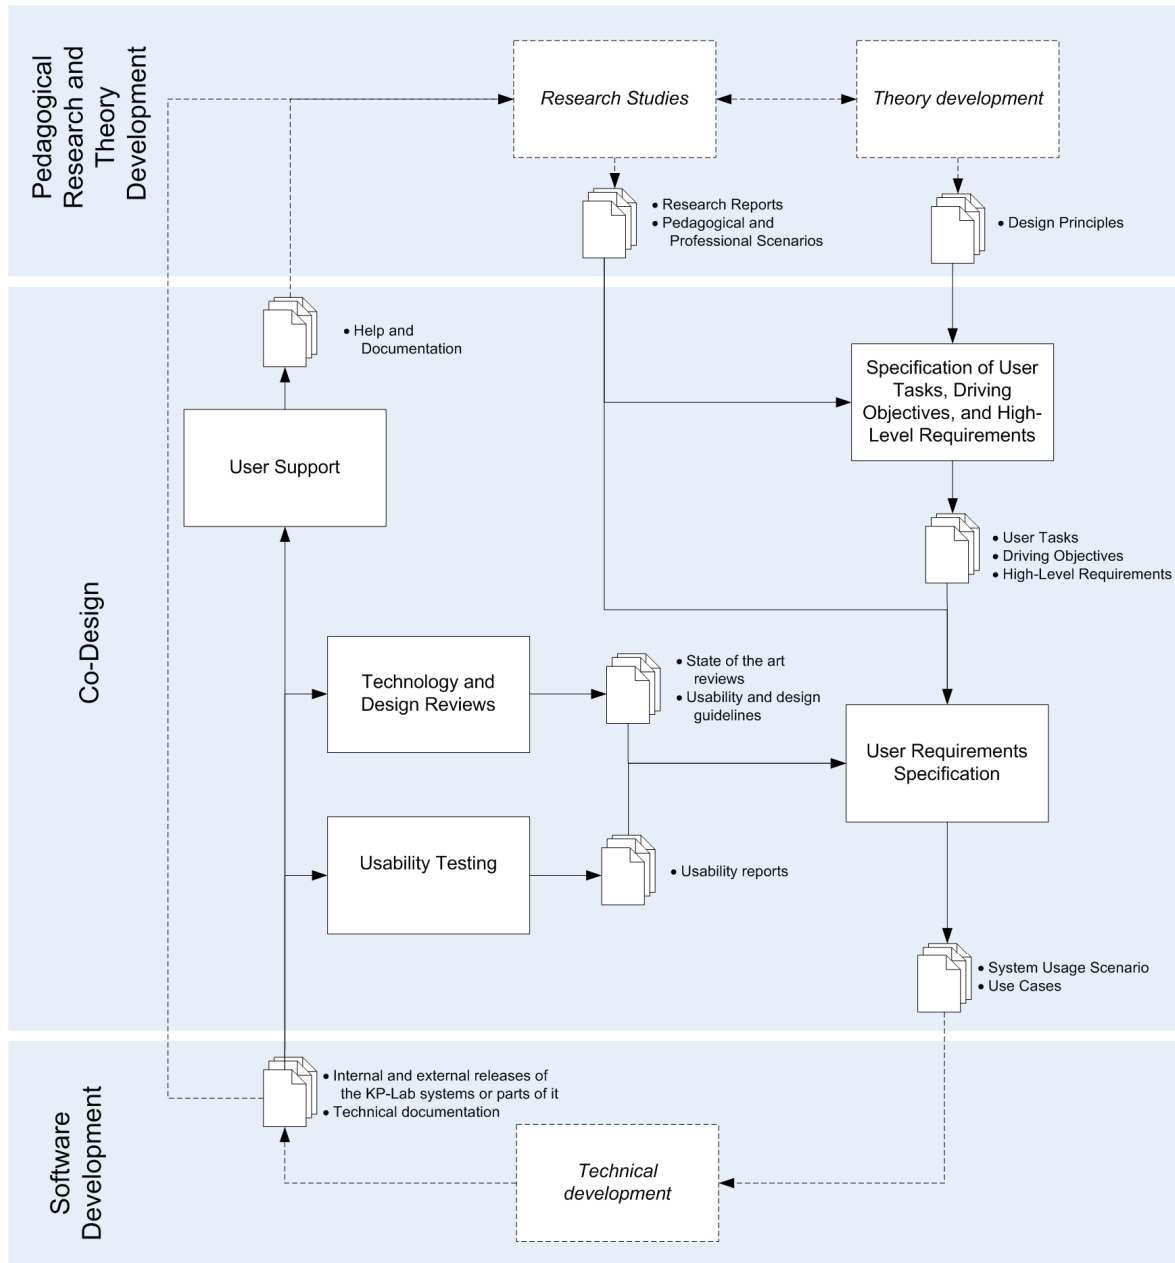 Pedagogical
Research and
Theory
Development
Research Studies
Theory development
• Research Reports
• Pedagogical and
Professional Scenarios
• Design Principles
Co-Design
• Help and
Documentation
Specification of User
Tasks, Driving
Objectives, and High-
Level Requirements
User Support
• User Tasks
• Driving Objectives
• High-Level Requirements
Technology and
Design Reviews
• State of the art
reviews
• Usability and design
guidelines
User Requirements
Specification
Usability Testing
• Usability reports
• System Usage Scenario
• Use Cases
Software
Development
• Internal and external releases of
the KP-Lab systems or parts of it
• Technical documentation
Technical
development